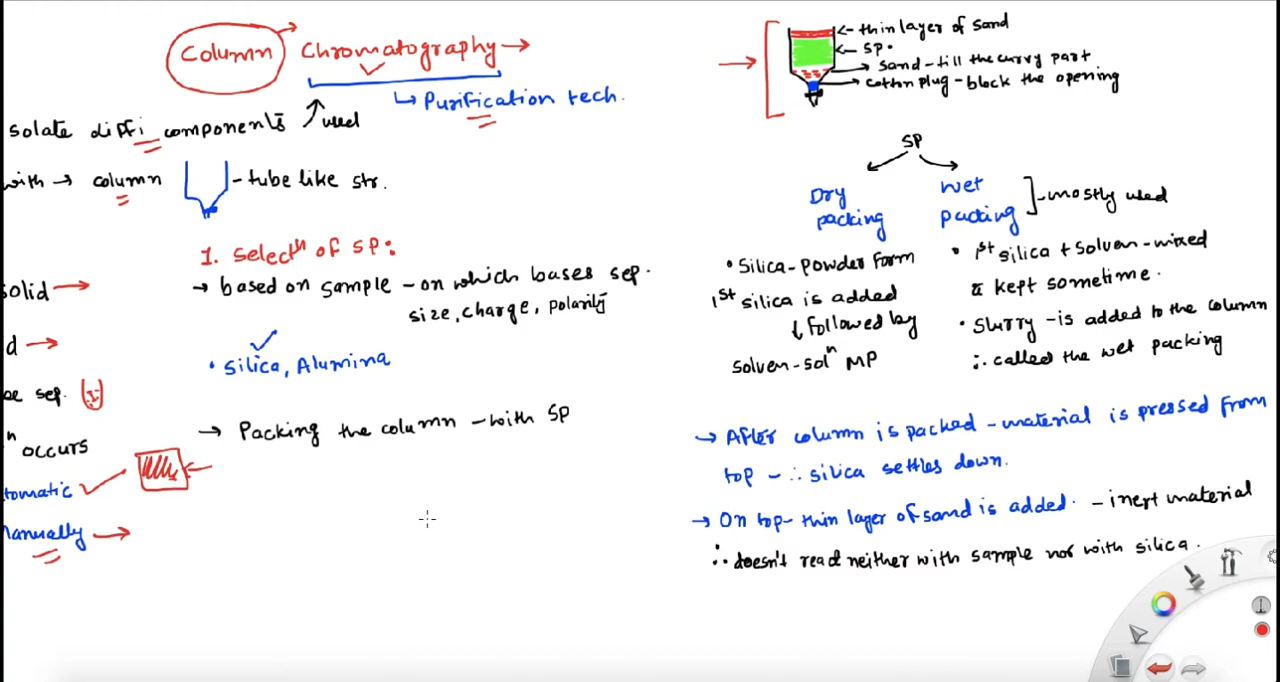 Column Chromatography
Purification tech.
solate diffi components used
with → column - tube like str.
1. Selectⁿ of SP:
solid → based on sample - on which bases sep.
size, charge, polarity
d
• Silica, Alumina
sep.
→ Packing the column - with SP
n occurs
tomatic
Manually
thin layer of sand
SP.
sand - till the curvy part
cotton plug - block the opening
SP
Dry packing
Wet packing
- mostly used
• Silica - powder form
1st silica is added
↓ followed by
solven - solⁿ MP
• 1st silica + solven - mixed
& kept sometime.
• Slurry - is added to the column
∴ called the wet packing
→ After column is packed - material is pressed from
top - ∴ silica settles down.
→ On top - thin layer of sand is added. - inert material
∴ doesn't react neither with sample nor with silica.